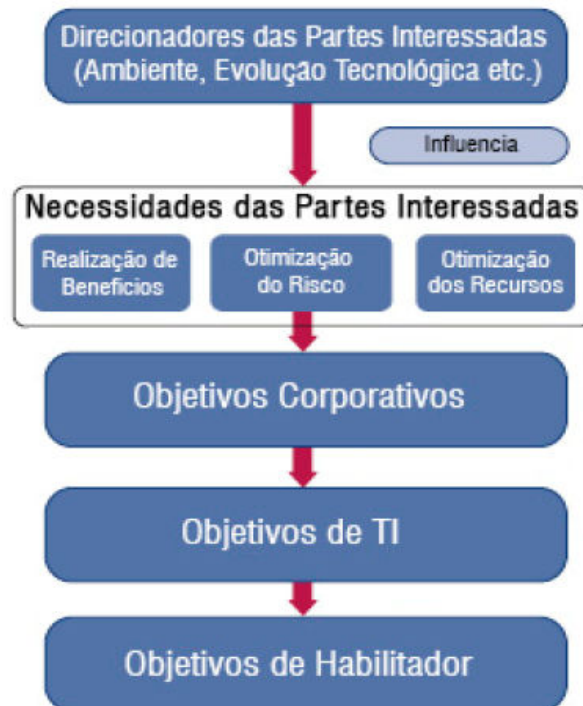 Direcionadores das Partes Interessadas
(Ambiente, Evolução Tecnológica etc.)
Influencia
Necessidades das Partes Interessadas
Realização de
Beneficios
Otimização
do Risco
Otimização
dos Recursos
Objetivos Corporativos
Objetivos de TI
Objetivos de Habilitador